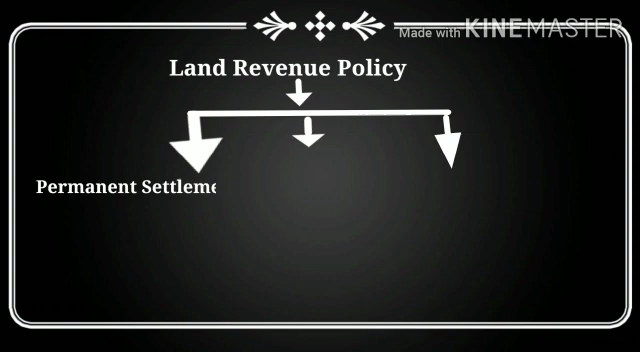 Made with KINEMASTER
Land Revenue Policy
Permanent Settleme